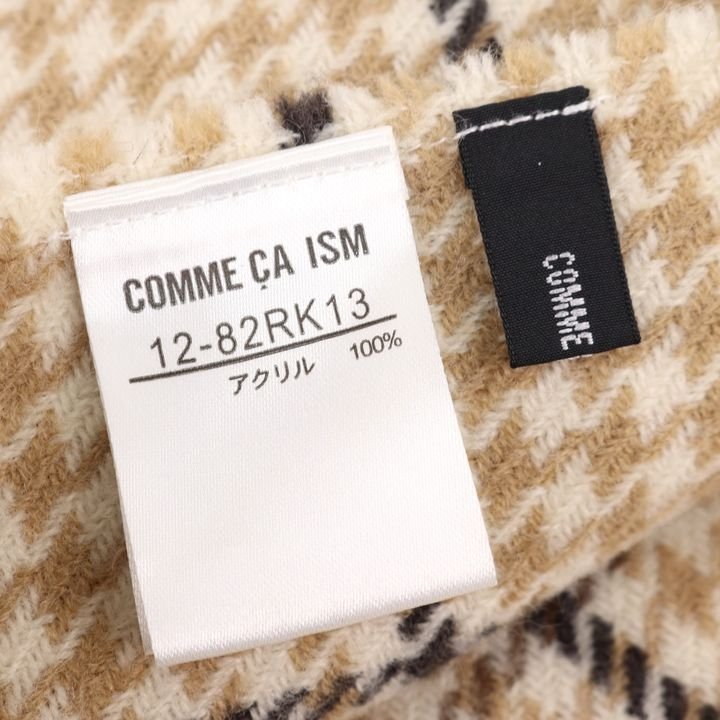 COMME ÇA ISM
12-82RK13
アクリル 100%
COMME